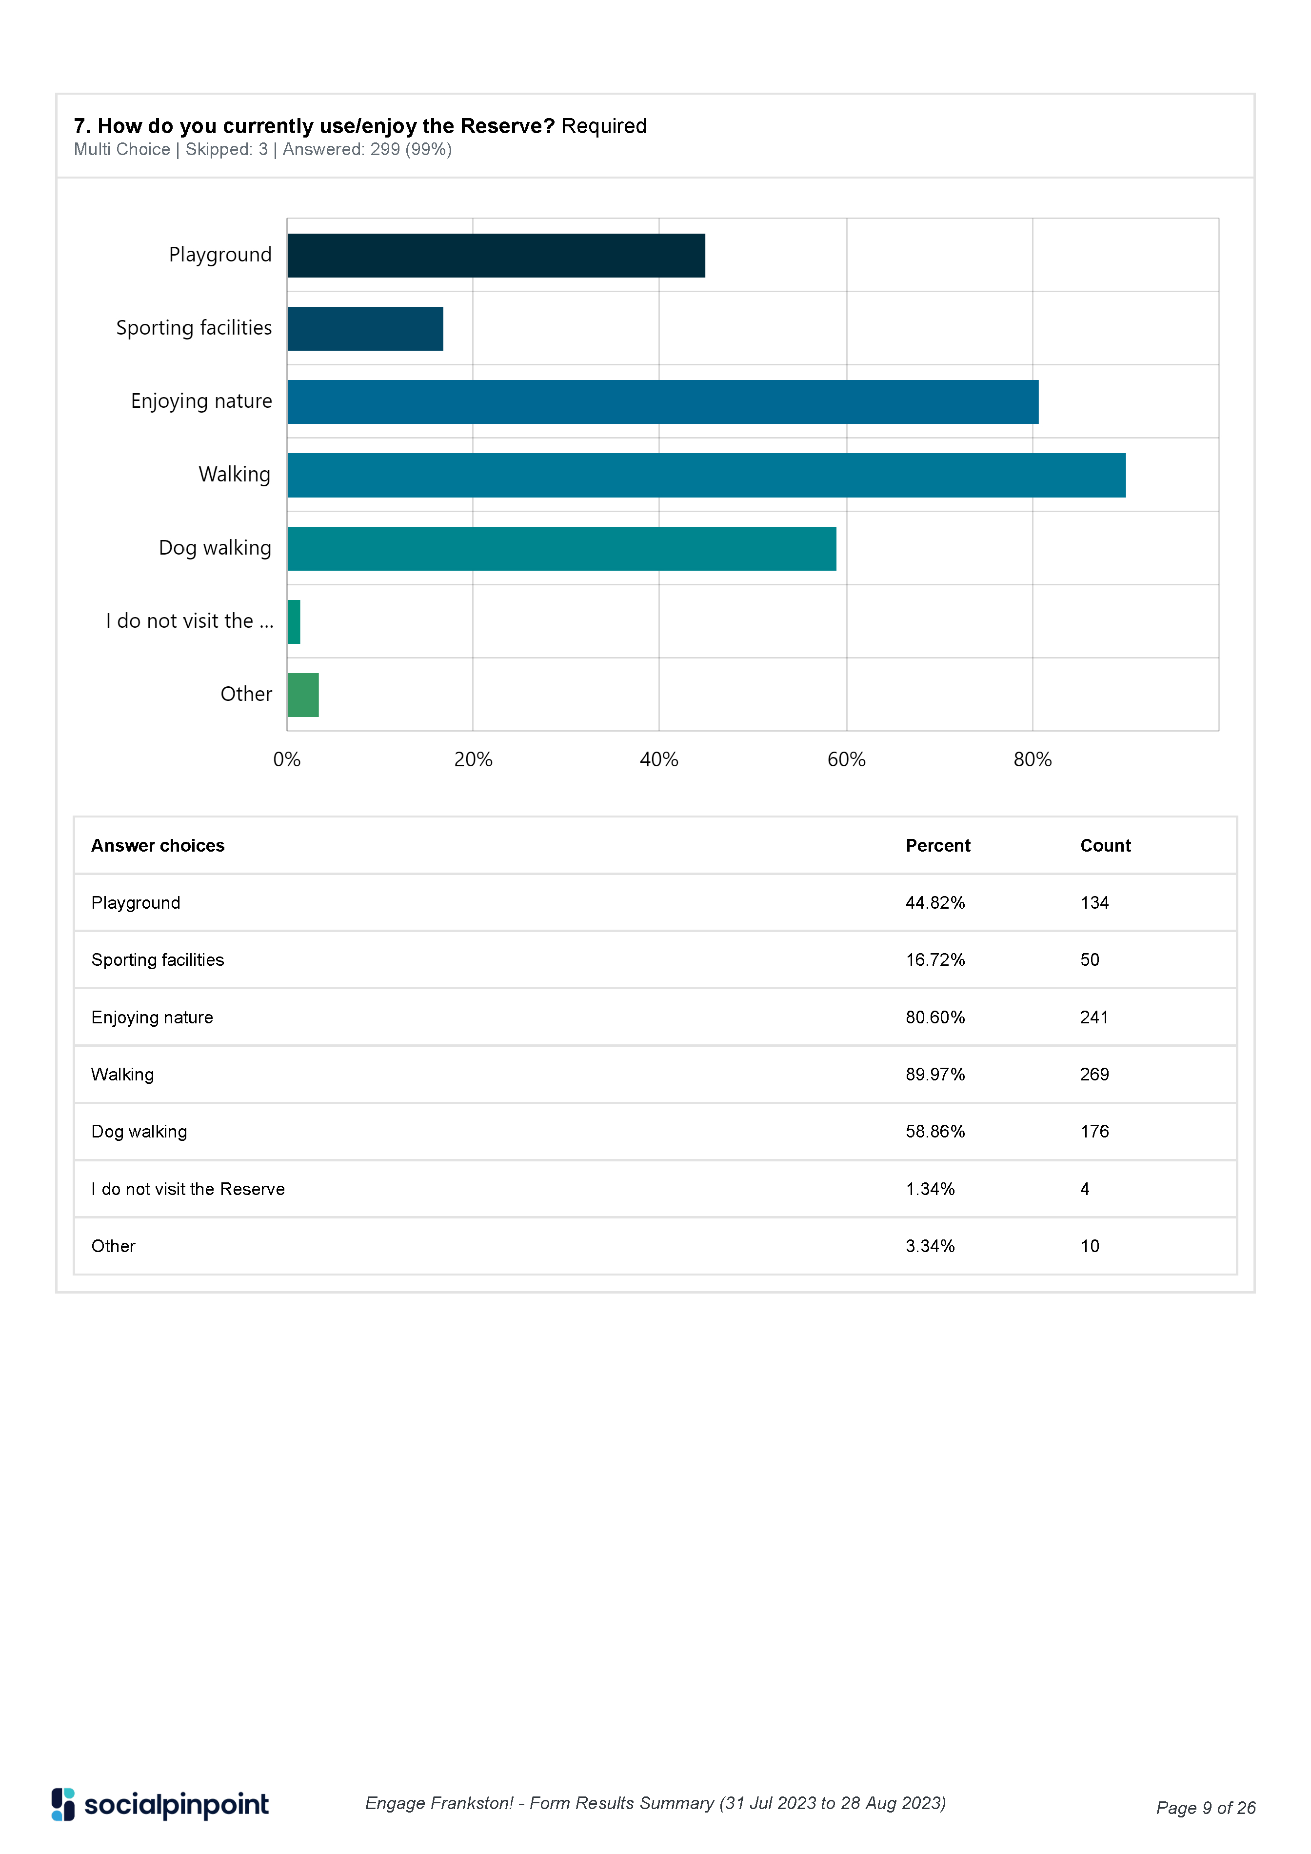 7. How do you currently use/enjoy the Reserve? Required
Multi Choice | Skipped: 3 | Answered: 299 (99%)
Playground
Sporting facilities
Enjoying nature
Walking
Dog walking
I do not visit the ...
Other
0% 20% 40% 60% 80%
Answer choices Percent Count
Playground 44.82% 134
Sporting facilities 16.72% 50
Enjoying nature 80.60% 241
Walking 89.97% 269
Dog walking 58.86% 176
I do not visit the Reserve 1.34% 4
Other 3.34% 10
socialpinpoint Engage Frankston! - Form Results Summary (31 Jul 2023 to 28 Aug 2023) Page 9 of 26